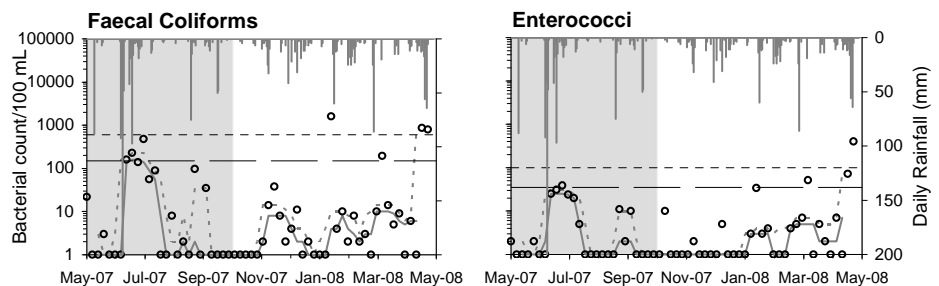 Faecal Coliforms
Enterococci
Bacterial count/100 mL
100000
10000
1000
100
10
1
May-07 Jul-07 Sep-07 Nov-07 Jan-08 Mar-08 May-08
May-07 Jul-07 Sep-07 Nov-07 Jan-08 Mar-08 May-08
0
50
100
150
200
Daily Rainfall (mm)